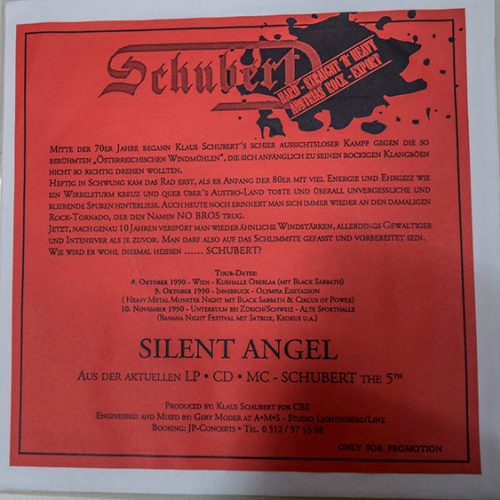 Schubert
HARD - STRAIGHT 'N' HEAVY
AUSTRIAS ROCK - EXPORT
MITTE DER 70ER JAHRE BEGANN KLAUS SCHUBERT'S SCHIER AUSSICHTSLOSER KAMPF GEGEN DIE SO
BERÜHMTEN „ÖSTERREICHISCHEN WINDMÜHLEN", DIE SICH ANFÄNGLICH ZU SEINEN ROCKIGEN KLANGBÖEN
NICHT SO RICHTIG DREHEN WOLLTEN.
HEFTIG IN SCHWUNG KAM DAS RAD ERST, ALS ER ANFANG DER 80ER MIT VIEL ENERGIE UND EHRGEIZ WIE
EIN WIRBELSTURM KREUZ UND QUER ÜBER'S AUSTRO-LAND TOBTE UND ÜBERALL UNVERGESSLICHE UND
BLEIBENDE SPUREN HINTERLIESS. AUCH HEUTE NOCH ERINNERT MAN SICH IMMER WIEDER AN DEN DAMALIGEN
ROCK-TORNADO, DER DEN NAMEN NO BROS TRUG.
JETZT, NACH GENAU 10 JAHREN VERSPÜRT MAN WIEDER ÄHNLICHE WINDSTÄRKEN, ALLERDINGS GEWALTIGER
UND INTENSIVER ALS JE ZUVOR. MAN DARF ALSO AUF DAS SCHLIMMSTE GEFASST UND VORBEREITET SEIN.
WIE WIRD ER WOHL DIESMAL HEISSEN ...... SCHUBERT?
TOUR-DATES:
8. OKTOBER 1990 - WIEN - KURHALLE OBERLAA (MIT BLACK SABBATH)
9. OKTOBER 1990 - INNSBRUCK - OLYMPIA EISSTADION
( HEAVY METAL MONSTER NIGHT MIT BLACK SABBATH & CIRCUS OF POWER)
10. NOVEMBER 1990 - UNTERKULM BEI ZÜRICH/SCHWEIZ - ALTE SPORTHALLE
(BANANA NIGHT FESTIVAL MIT SATROX, KROKUS U.A.)
SILENT ANGEL
AUS DER AKTUELLEN LP • CD • MC - SCHUBERT THE 5TH
PRODUCED BY: KLAUS SCHUBERT FOR CBS
ENGINEERED AND MIXED BY: GERT MODER AT A•M•S - STUDIO LICHTENBERG/LINZ
BOOKING: JP-CONCERTS • TEL. 0 512 / 57 15 68
ONLY FOR PROMOTION